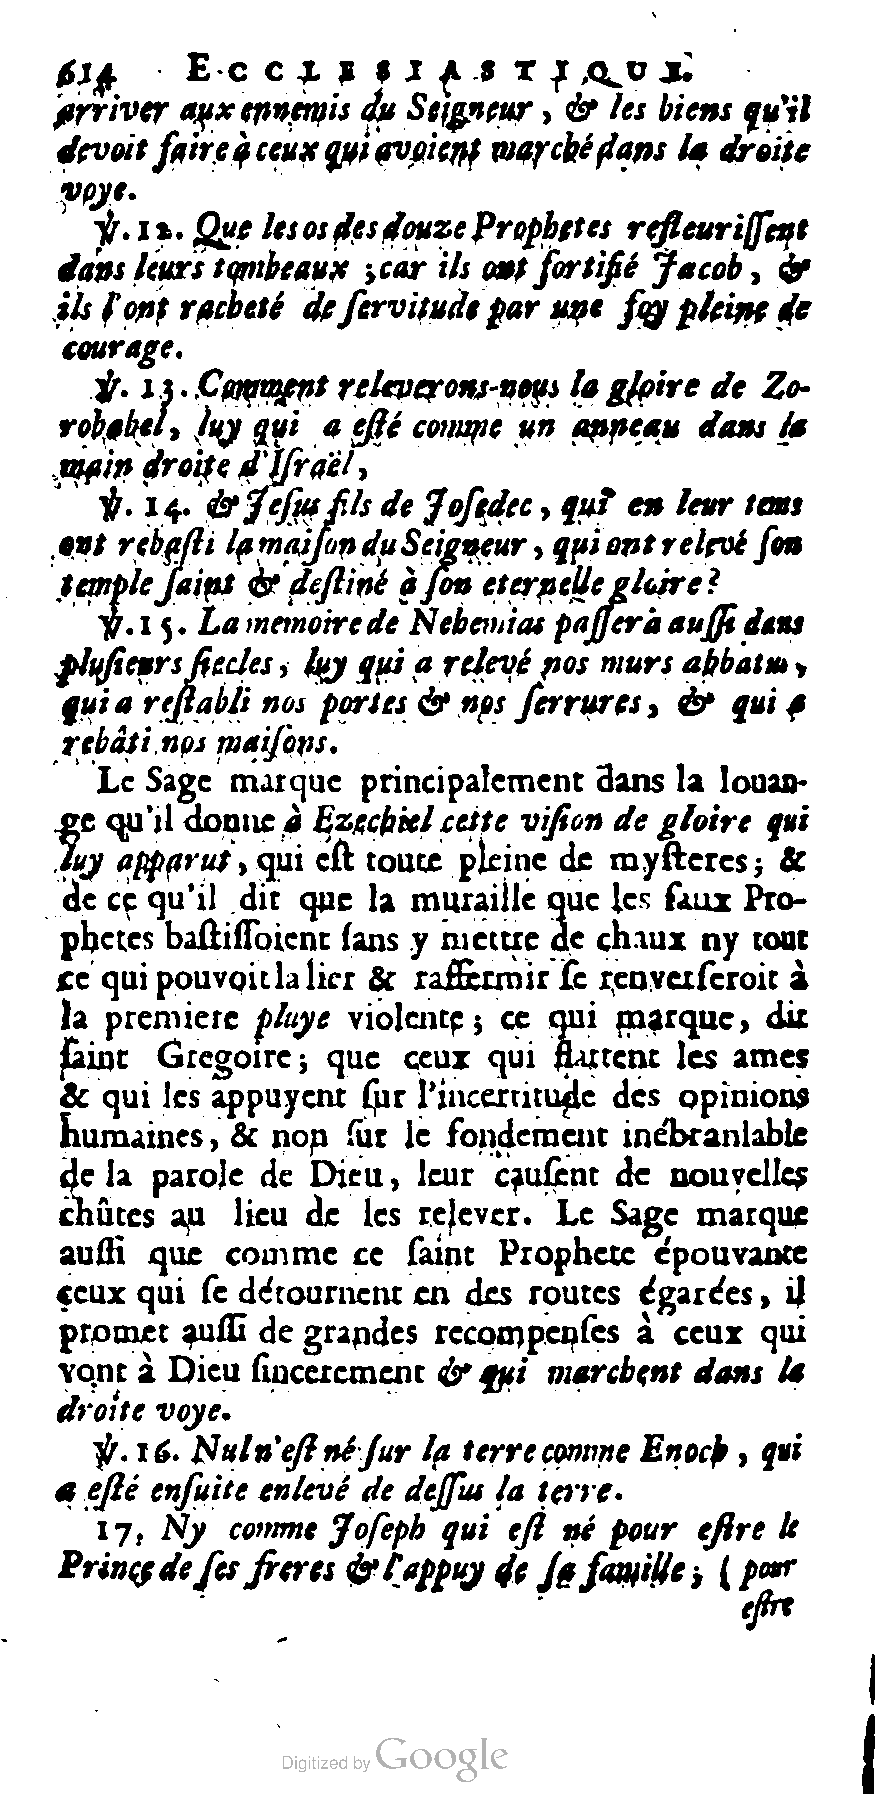 614 ECCLESIASTIQUE.
arriver aux ennemis du Seigneur, & les biens qu'il
devoit faire à ceux qui avoient marché dans la droite
voye.
℣. 12. Que les os des douze Prophetes refleuriſſent
dans leurs tombeaux ; car ils ont fortifié Jacob, &
ils l'ont racheté de ſervitude par une foy pleine de
courage.
℣. 13. Comment releverons-nous la gloire de Zo-
robabel, luy qui a eſté comme un anneau dans la
main droite d'Iſraël,
℣. 14. & Jeſus fils de Joſedec, qui en leur tems
ont rebaſti la maiſon du Seigneur, qui ont relevé ſon
temple ſaint & deſtiné à ſon eternelle gloire ?
℣. 15. La memoire de Nehemias paſſera auſſi dans
pluſieurs ſiecles, luy qui a relevé nos murs abbatus,
qui a reſtabli nos portes & nos ſerrures, & qui a
rebâti nos maiſons.
Le Sage marque principalement dans la louan-
ge qu'il donne à Ezechiel cette viſion de gloire qui
luy apparut, qui eſt toute pleine de myſteres ; &
de ce qu'il dit que la muraille que les faux Pro-
phetes baſtiſſoient ſans y mettre de chaux ny tout
ce qui pouvoit la lier & raffermir ſe renverſeroit à
la premiere pluye violente ; ce qui marque, dit
ſaint Gregoire ; que ceux qui flattent les ames
& qui les appuyent ſur l'incertitude des opinions
humaines, & non ſur le fondement inébranlable
de la parole de Dieu, leur cauſent de nouvelles
chûtes au lieu de les relever. Le Sage marque
auſſi que comme ce ſaint Prophete épouvante
ceux qui ſe détournent en des routes égarées, il
promet auſſi de grandes recompenſes à ceux qui
vont à Dieu ſincerement & qui marchent dans la
droite voye.
℣. 16. Nul n'eſt né ſur la terre comme Enoch, qui
a eſté enſuite enlevé de deſſus la terre.
17. Ny comme Joſeph qui eſt né pour eſtre le
Prince de ſes freres & l'appuy de ſa famille ; ( pour
eſtre
Digitized by Google